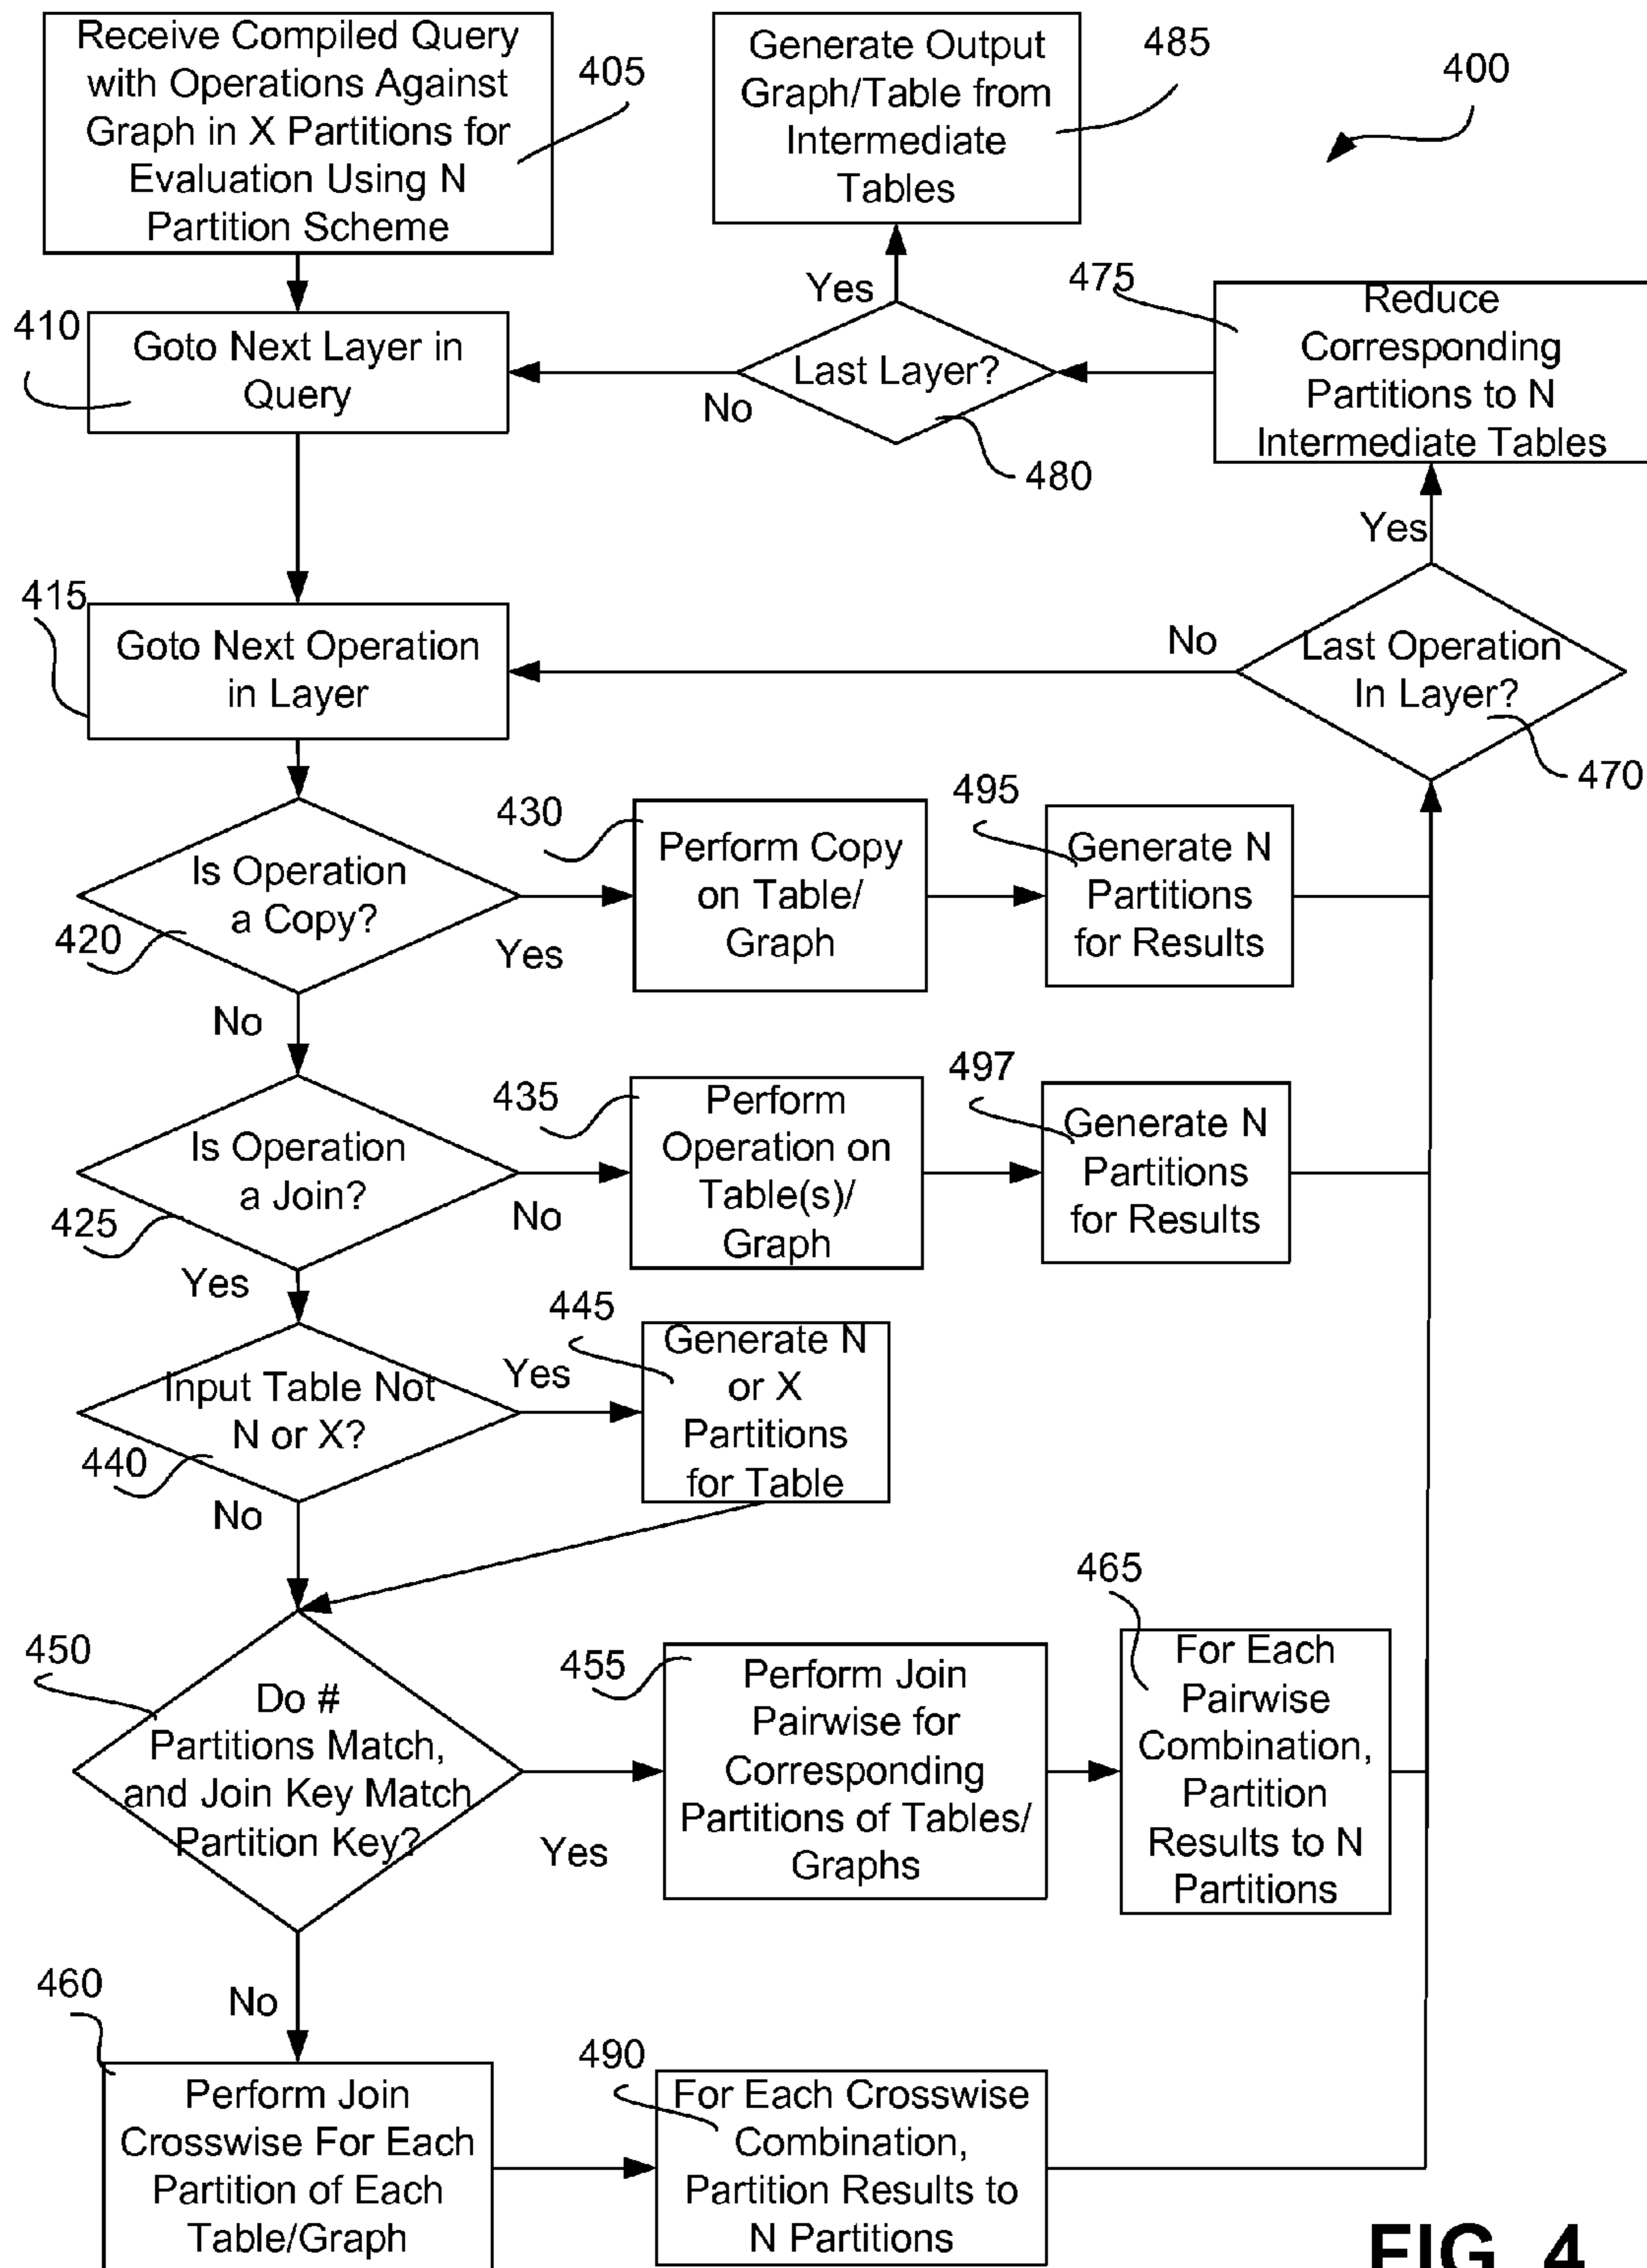 Receive Compiled Query
with Operations Against
Graph in X Partitions for
Evaluation Using N
Partition Scheme
405
Generate Output
Graph/Table from
Intermediate
Tables
485
400
410
Goto Next Layer in
Query
Yes
Last Layer?
No
480
475
Reduce
Corresponding
Partitions to N
Intermediate Tables
Yes
415
Goto Next Operation
in Layer
No
Last Operation
In Layer?
470
Is Operation
a Copy?
420
Yes
No
430
Perform Copy
on Table/
Graph
495
Generate N
Partitions
for Results
Is Operation
a Join?
425
No
Yes
435
Perform
Operation on
Table(s)/
Graph
497
Generate N
Partitions
for Results
Input Table Not
N or X?
440
Yes
No
445
Generate N
or X
Partitions
for Table
450
Do #
Partitions Match,
and Join Key Match
Partition Key?
Yes
No
455
Perform Join
Pairwise for
Corresponding
Partitions of Tables/
Graphs
465
For Each
Pairwise
Combination,
Partition
Results to N
Partitions
460
Perform Join
Crosswise For Each
Partition of Each
Table/Graph
490
For Each Crosswise
Combination,
Partition Results to
N Partitions
FIG. 4